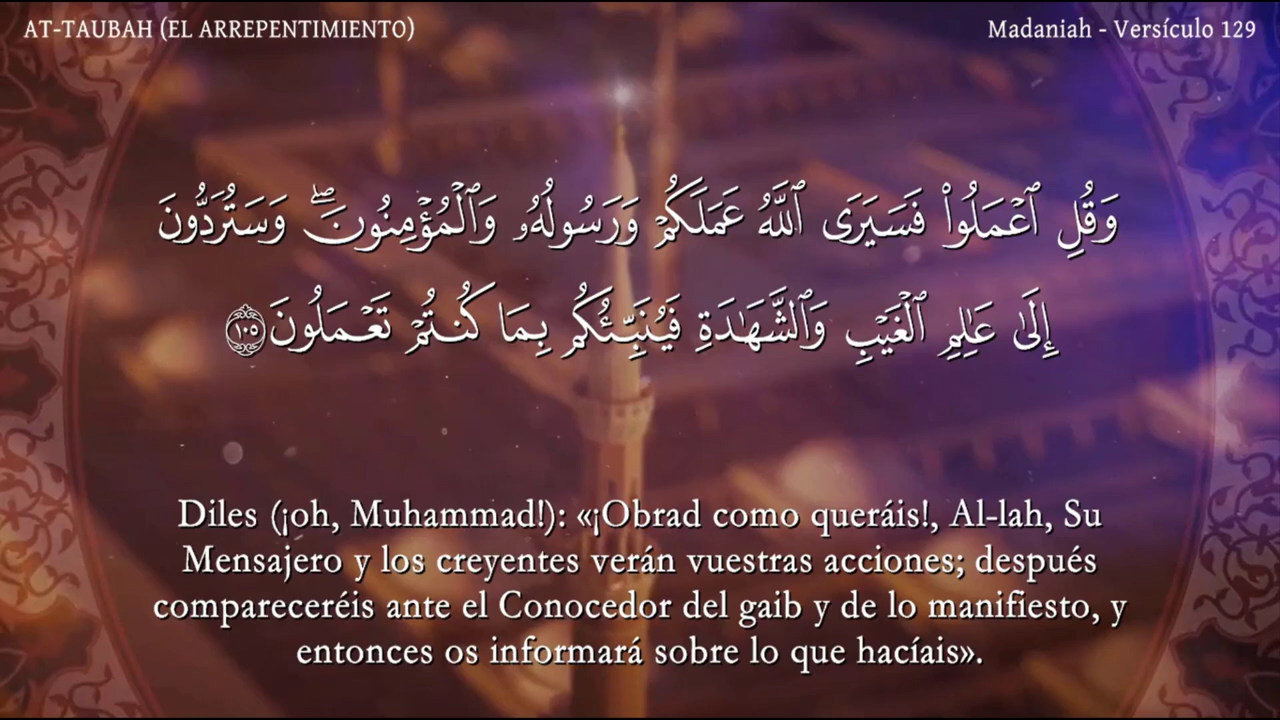 AT-TAUBAH (EL ARREPENTIMIENTO)
Madaniah - Versículo 129
وَقُلِ ٱعۡمَلُوا۟ فَسَيَرَى ٱللَّهُ عَمَلَكُمۡ وَرَسُولُهُۥ وَٱلۡمُؤۡمِنُونَۖ وَسَتُرَدُّونَ
إِلَىٰ عَـٰلِمِ ٱلۡغَيۡبِ وَٱلشَّهَـٰدَةِ فَيُنَبِّئُكُم بِمَا كُنتُمۡ تَعۡمَلُونَ ١٠٥
Diles (¡oh, Muhammad!): «¡Obrad como queráis!, Al-lah, Su
Mensajero y los creyentes verán vuestras acciones; después
compareceréis ante el Conocedor del gaib y de lo manifiesto, y
entonces os informará sobre lo que hacíais».